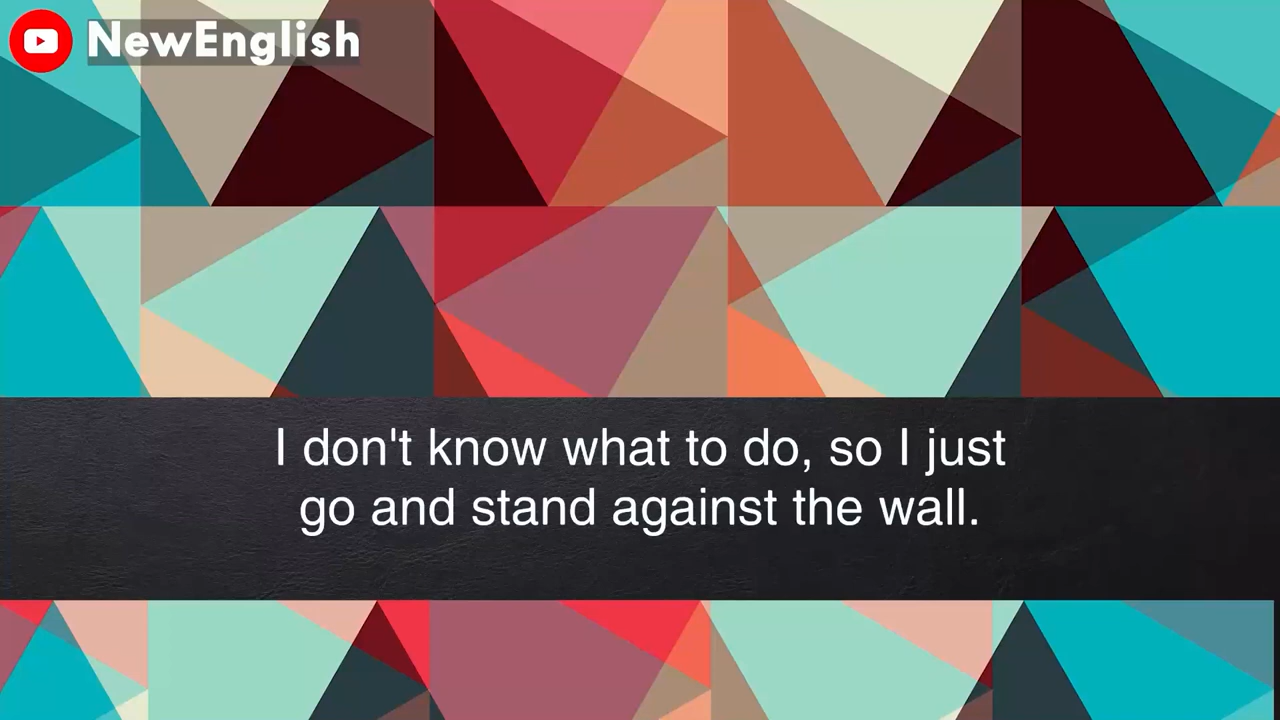 NewEnglish
I don't know what to do, so I just
go and stand against the wall.